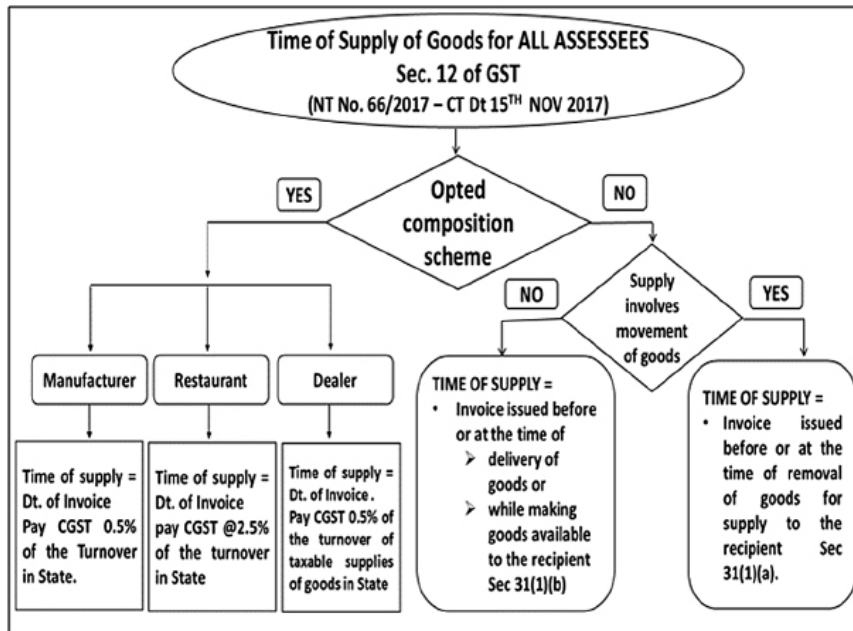 Time of Supply of Goods for ALL ASSESSEES
Sec. 12 of GST
(NT No. 66/2017 – CT Dt 15TH NOV 2017)
YES
Opted
composition
scheme
NO
NO
Supply
involves
movement
of goods
YES
Manufacturer
Restaurant
Dealer
Time of supply =
Dt. of Invoice
Pay CGST 0.5%
of the Turnover
in State.
Time of supply =
Dt. of Invoice
pay CGST @2.5%
of the turnover
in State
Time of supply =
Dt. of Invoice .
Pay CGST 0.5% of
the turnover of
taxable supplies
of goods in State
TIME OF SUPPLY =
• Invoice issued before
or at the time of
➢ delivery of
goods or
➢ while making
goods available
to the recipient
Sec 31(1)(b)
TIME OF SUPPLY =
• Invoice issued
before or at the
time of removal
of goods for
supply to the
recipient Sec
31(1)(a).